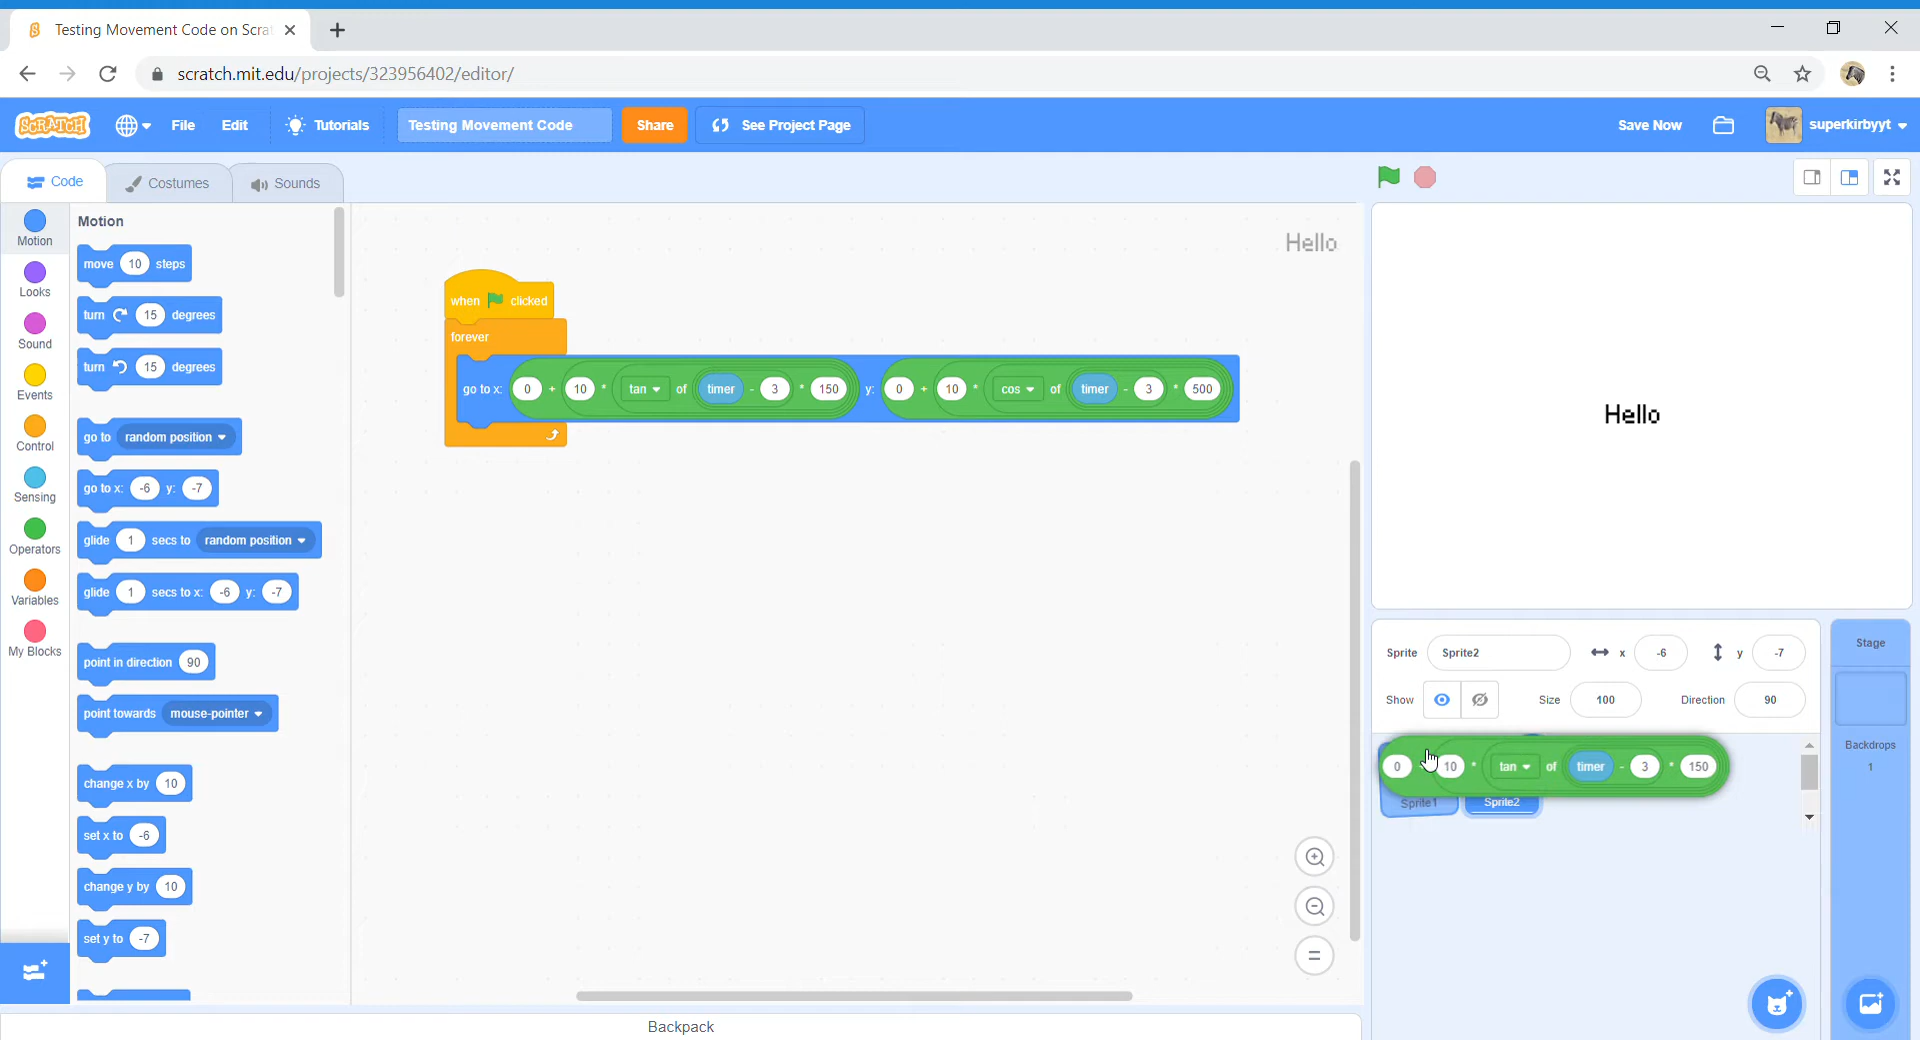 Testing Movement Code on Scra
scratch.mit.edu/projects/323956402/editor/
SCRATCH File Edit Tutorials Testing Movement Code Share See Project Page Save Now superkirbyyt
Code Costumes Sounds
Motion
Looks
Sound
Events
Control
Sensing
Operators
Variables
My Blocks
Motion
move 10 steps
turn 15 degrees
turn 15 degrees
go to random position
go to x: -6 y: -7
glide 1 secs to random position
glide 1 secs to x: -6 y: -7
point in direction 90
point towards mouse-pointer
change x by 10
set x to -6
change y by 10
set y to -7
Hello
when clicked
forever
go to x: 0 + 10 * tan of timer - 3 * 150 y: 0 + 10 * cos of timer - 3 * 500
=
Backpack
Hello
Sprite Sprite2 x -6 y -7
Show Size 100 Direction 90
0 10 * tan of timer - 3 * 150
Sprite1 Sprite2
Stage
Backdrops
1